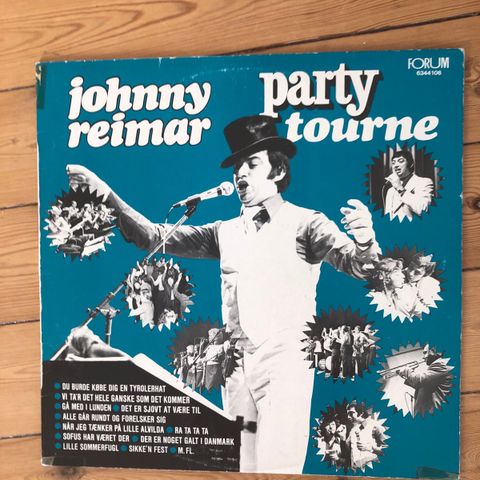 FORUM
6344106
johnny
reimar
party
tourne
● DU BURDE KØBE DIG EN TYROLERHAT
● VI TA'R DET HELE GANSKE SOM DET KOMMER
● GÅ MED I LUNDEN ● DET ER SJOVT AT VÆRE TIL
● ALLE GÅR RUNDT OG FORELSKER SIG
● NÅR JEG TÆNKER PÅ LILLE ALVILDA ● RA TA TA TA
● SOFUS HAR VÆRET DER ● DER ER NOGET GALT I DANMARK
● LILLE SOMMERFUGL ● SIKKE'N FEST ● M. FL.